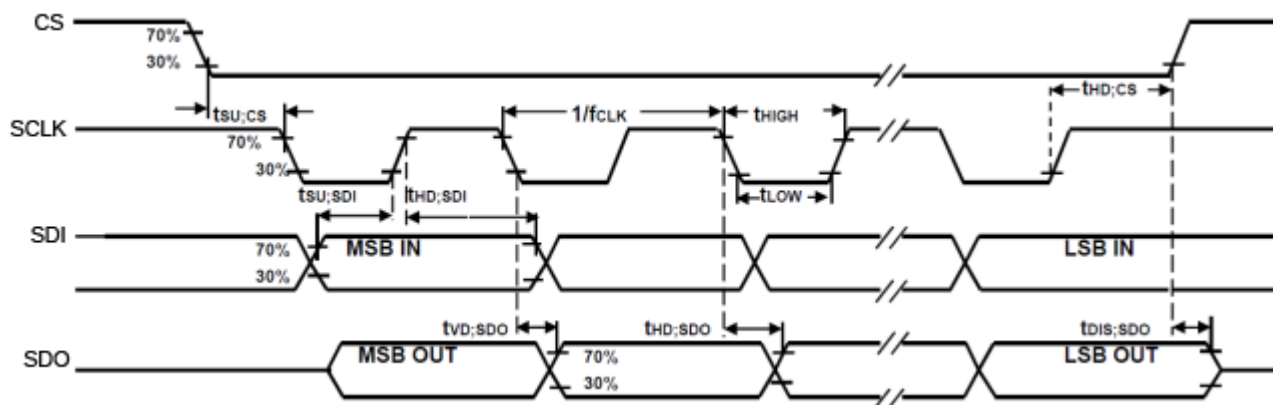 CS
70%
30%
tHD;CS
tSU;CS
1/fCLK
tHIGH
SCLK
70%
30%
tSU;SDI
tHD;SDI
tLOW
SDI
70%
30%
MSB IN
LSB IN
tVD;SDO
tHD;SDO
tDIS;SDO
SDO
MSB OUT
70%
30%
LSB OUT